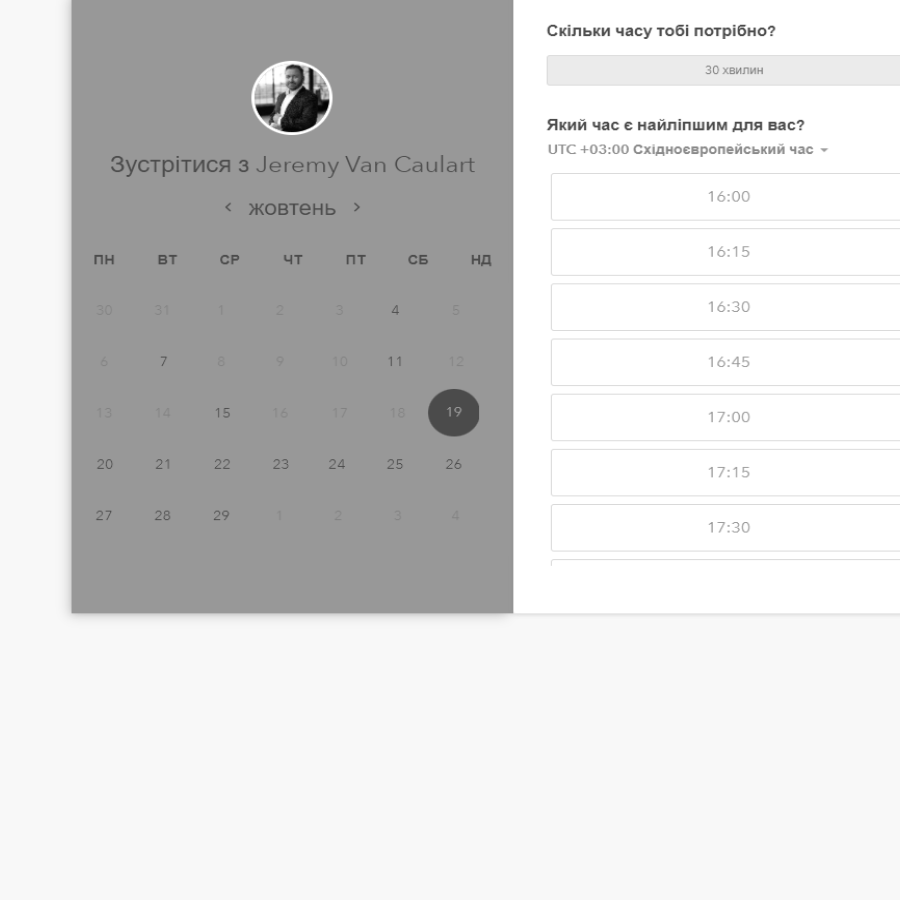 Зустрітися з Jeremy Van Caulart
‹ жовтень ›
ПН ВТ СР ЧТ ПТ СБ НД
30 31 1 2 3 4 5
6 7 8 9 10 11 12
13 14 15 16 17 18 19
20 21 22 23 24 25 26
27 28 29 1 2 3 4
Скільки часу тобі потрібно?
30 хвилин
Який час є найліпшим для вас?
UTC +03:00 Східноєвропейський час
16:00
16:15
16:30
16:45
17:00
17:15
17:30